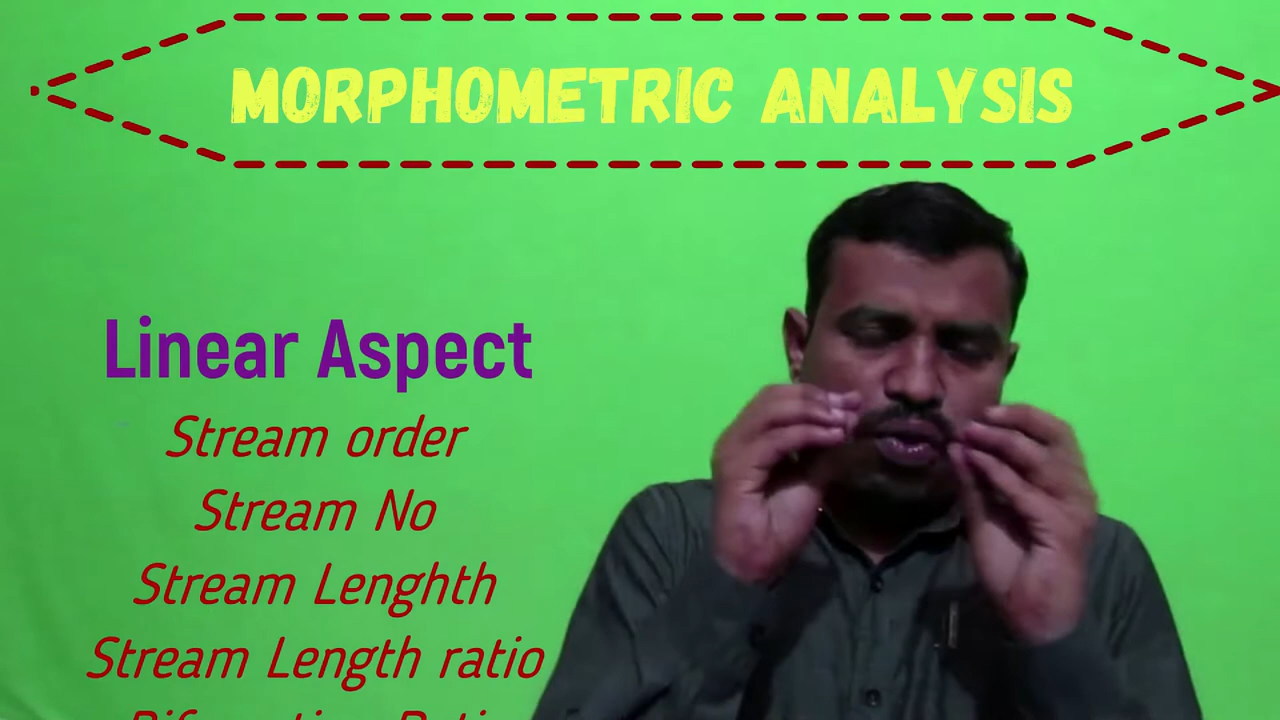 MORPHOMETRIC ANALYSIS
Linear Aspect
Stream order
Stream No
Stream Lenghth
Stream Length ratio